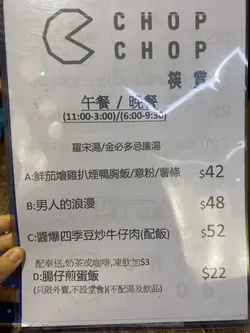 CHOP
CHOP
筷嘗
午餐 / 晚餐
(11:00-3:00)/(6:00-9:30)
羅宋湯/金必多忌廉湯
A:鮮茄燴雞扒煙鴨胸飯/意粉/薯條 $42
B:男人的浪漫 $48
C:醬爆四季豆炒牛仔肉(配飯) $52
配奉送,奶茶或咖啡,凍飲加$3
D:腸仔煎蛋飯 $22
(只限外賣,不設堂食)(不配湯及飲品)